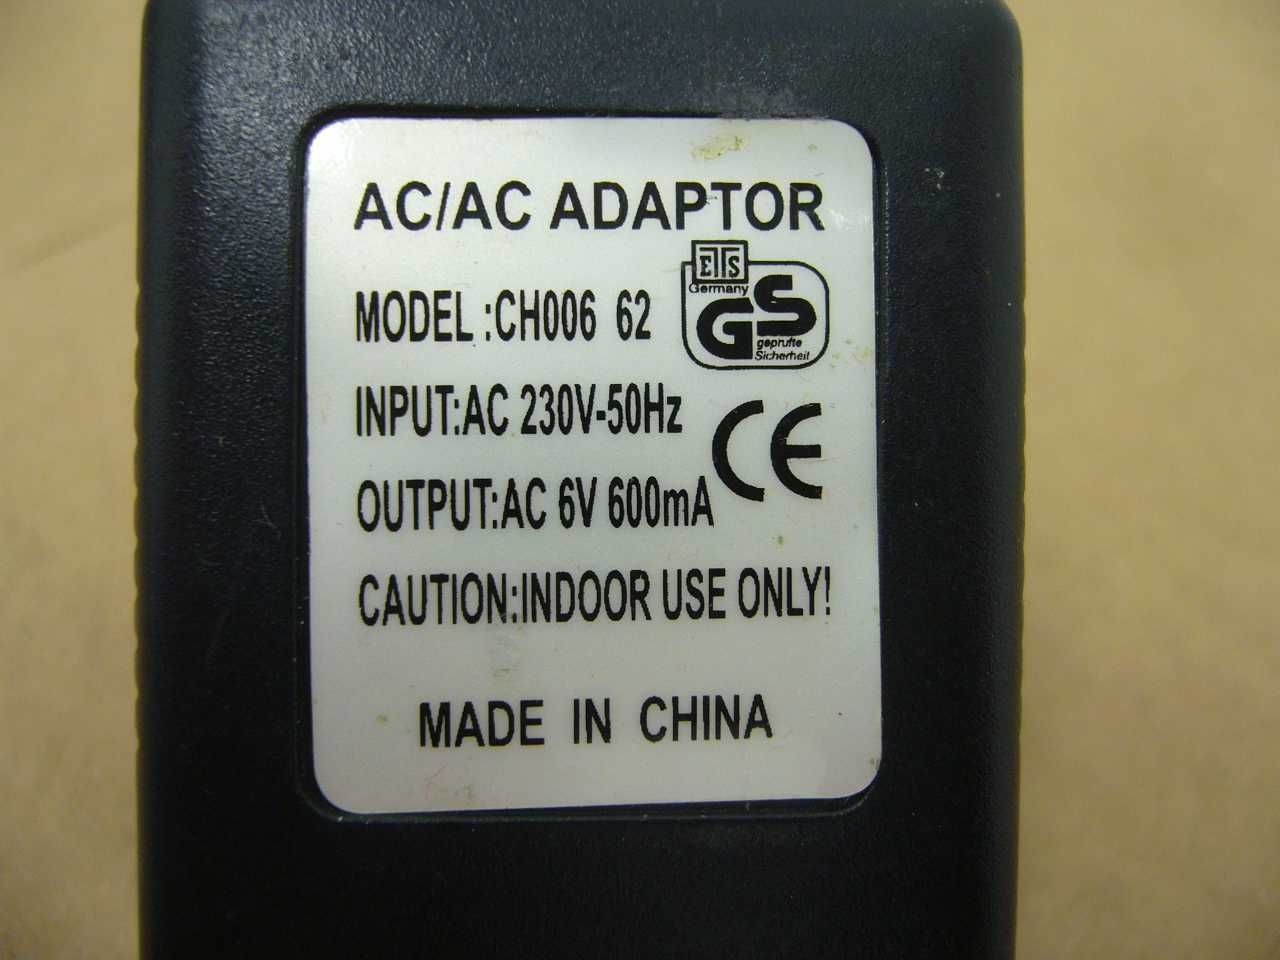 AC/AC ADAPTOR
ETS
Germany
MODEL :CH006 62
GS
geprufte
Sicherheit
INPUT:AC 230V-50Hz
CE
OUTPUT:AC 6V 600mA
CAUTION:INDOOR USE ONLY!
MADE IN CHINA